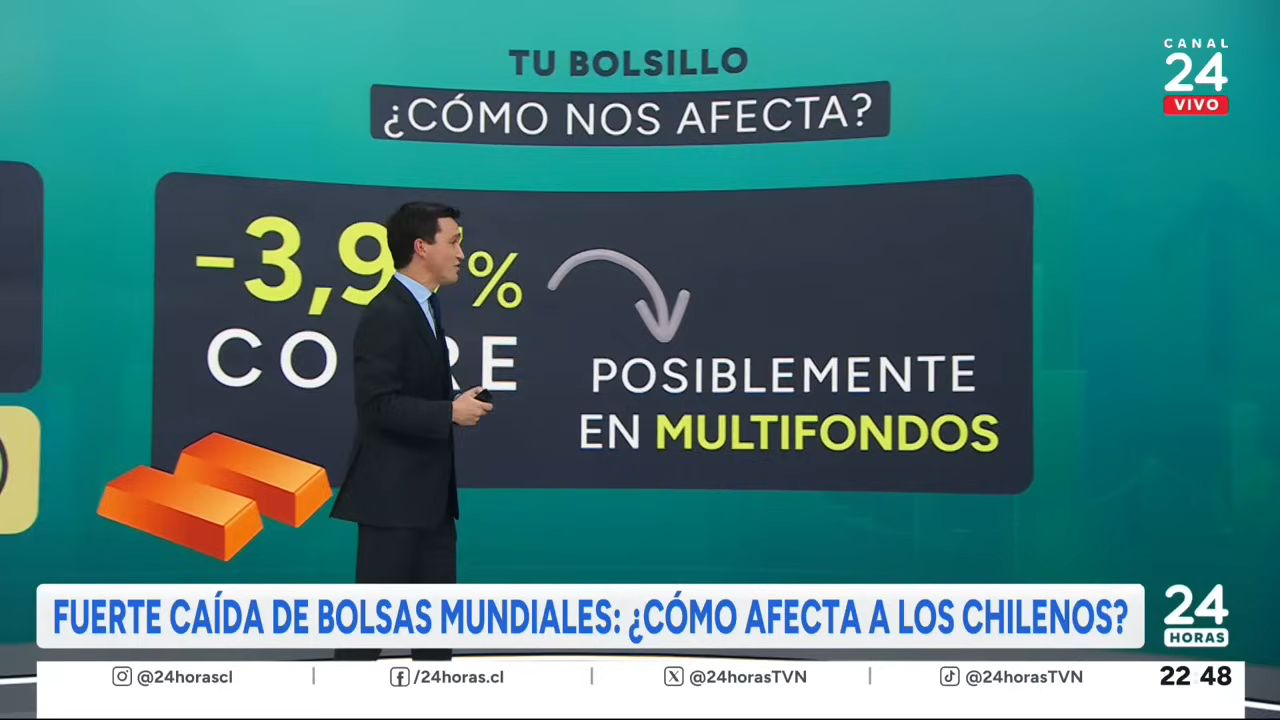 TU BOLSILLO
¿CÓMO NOS AFECTA?
CANAL
24
VIVO
-3,9 %
CO RE
POSIBLEMENTE
EN MULTIFONDOS
FUERTE CAÍDA DE BOLSAS MUNDIALES: ¿CÓMO AFECTA A LOS CHILENOS?
24
HORAS
@24horascl
/24horas.cl
@24horasTVN
@24horasTVN
22 48